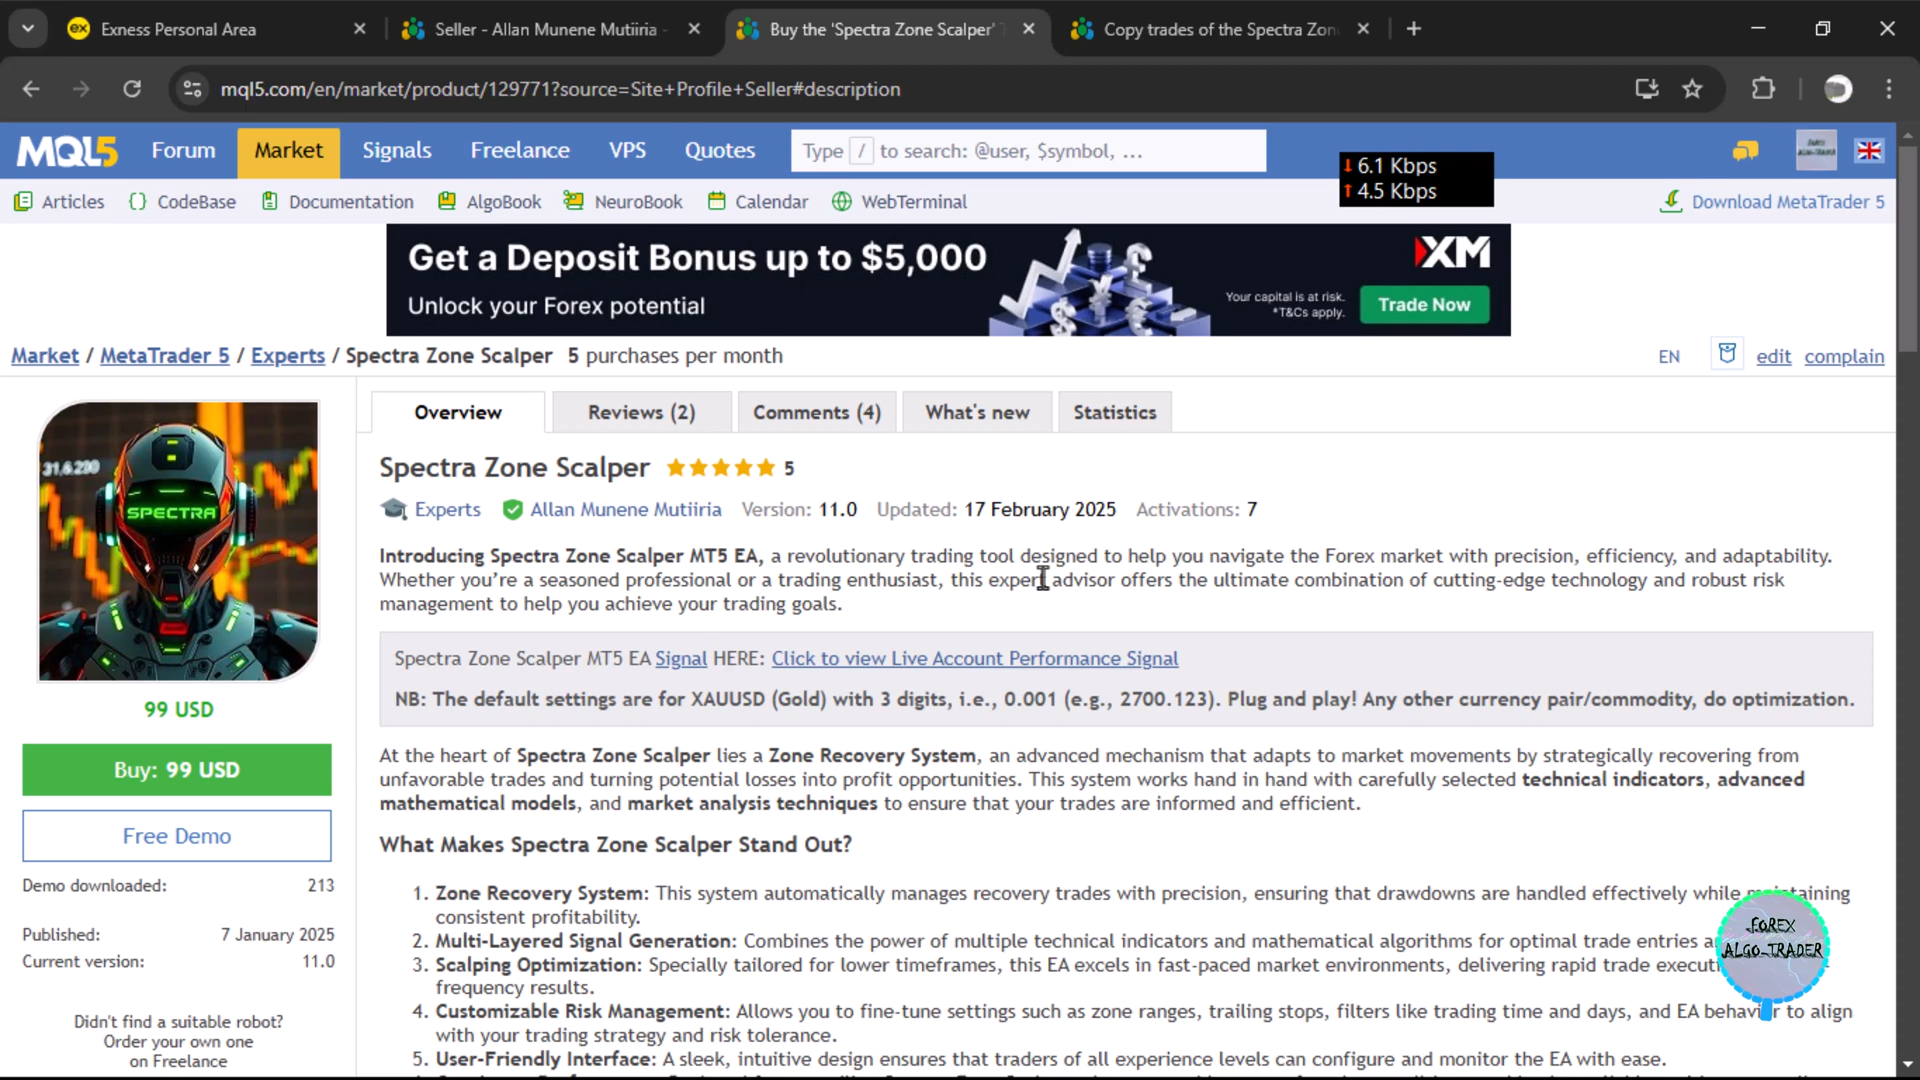 Exness Personal Area
Seller - Allan Munene Mutiiria -
Buy the 'Spectra Zone Scalper'
Copy trades of the Spectra Zon
mql5.com/en/market/product/129771?source=Site+Profile+Seller#description
MQL5
Forum
Market
Signals
Freelance
VPS
Quotes
Type / to search: @user, $symbol, ...
↓ 6.1 Kbps
↑ 4.5 Kbps
Articles
CodeBase
Documentation
AlgoBook
NeuroBook
Calendar
WebTerminal
Download MetaTrader 5
Get a Deposit Bonus up to $5,000
Unlock your Forex potential
Your capital is at risk.
*T&Cs apply.
XM
Trade Now
Market / MetaTrader 5 / Experts / Spectra Zone Scalper 5 purchases per month
EN
edit
complain
31,6.230
SPECTRA
99 USD
Buy: 99 USD
Free Demo
Demo downloaded: 213
Published: 7 January 2025
Current version: 11.0
Didn't find a suitable robot?
Order your own one
on Freelance
Overview
Reviews (2)
Comments (4)
What's new
Statistics
Spectra Zone Scalper 5
Experts Allan Munene Mutiiria Version: 11.0 Updated: 17 February 2025 Activations: 7
Introducing Spectra Zone Scalper MT5 EA, a revolutionary trading tool designed to help you navigate the Forex market with precision, efficiency, and adaptability.
Whether you're a seasoned professional or a trading enthusiast, this expert advisor offers the ultimate combination of cutting-edge technology and robust risk
management to help you achieve your trading goals.
Spectra Zone Scalper MT5 EA Signal HERE: Click to view Live Account Performance Signal
NB: The default settings are for XAUUSD (Gold) with 3 digits, i.e., 0.001 (e.g., 2700.123). Plug and play! Any other currency pair/commodity, do optimization.
At the heart of Spectra Zone Scalper lies a Zone Recovery System, an advanced mechanism that adapts to market movements by strategically recovering from
unfavorable trades and turning potential losses into profit opportunities. This system works hand in hand with carefully selected technical indicators, advanced
mathematical models, and market analysis techniques to ensure that your trades are informed and efficient.
What Makes Spectra Zone Scalper Stand Out?
1. Zone Recovery System: This system automatically manages recovery trades with precision, ensuring that drawdowns are handled effectively while maintaining
consistent profitability.
2. Multi-Layered Signal Generation: Combines the power of multiple technical indicators and mathematical algorithms for optimal trade entries
3. Scalping Optimization: Specially tailored for lower timeframes, this EA excels in fast-paced market environments, delivering rapid trade
frequency results.
4. Customizable Risk Management: Allows you to fine-tune settings such as zone ranges, trailing stops, filters like trading time and days, and EA behavior to align
with your trading strategy and risk tolerance.
5. User-Friendly Interface: A sleek, intuitive design ensures that traders of all experience levels can configure and monitor the EA with ease.
FOREX
ALGO-TRADER